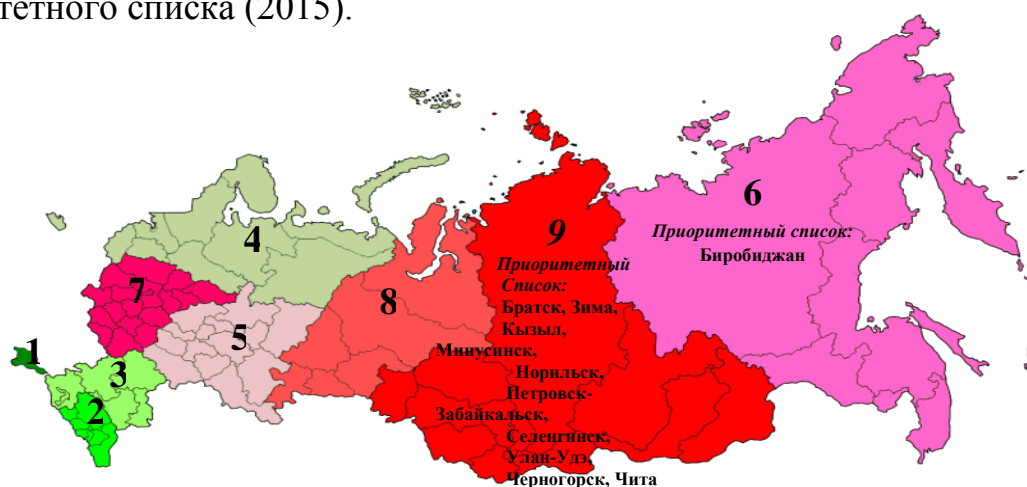 тетного списка (2015).
6
Приоритетный список:
Биробиджан
4
9
Приоритетный
Список:
Братск, Зима,
Кызыл,
Минусинск,
Норильск,
Петровск-
Забайкальск,
Селенгинск,
Улан-Удэ,
Черногорск, Чита
7
8
5
1
3
2